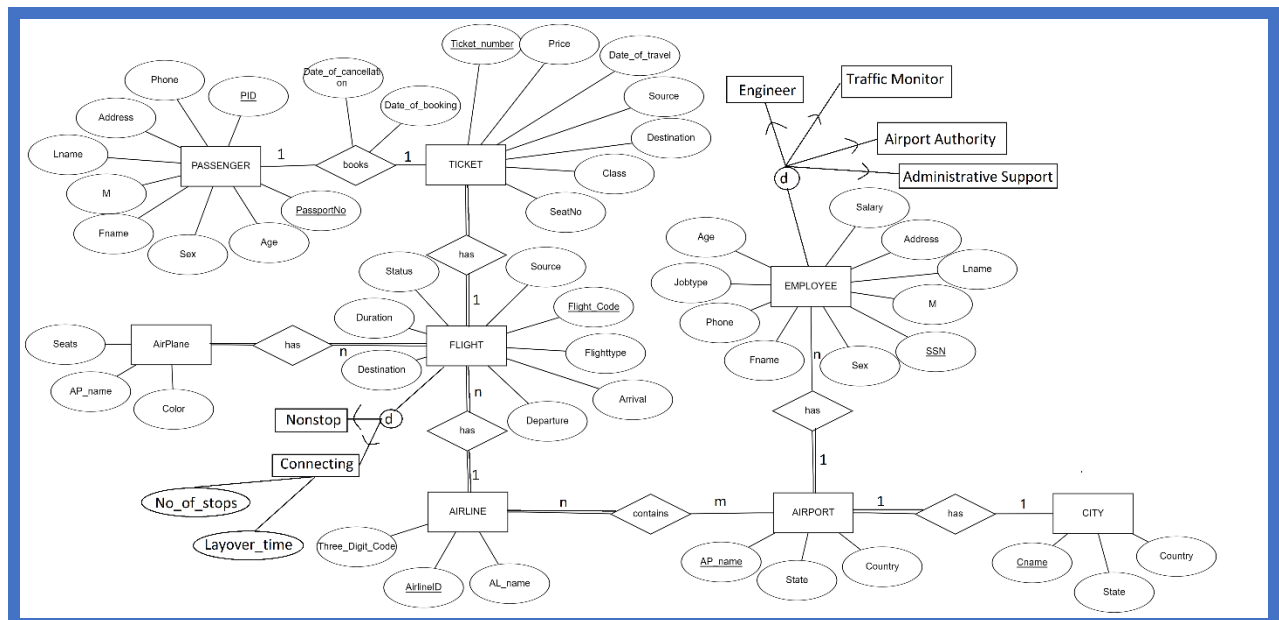 Ticket_number
Price
Date_of_travel
Source
Destination
Class
SeatNo
TICKET
Date_of_cancellati
on
Date_of_booking
books
1
1
Phone
PID
Address
Lname
M
Fname
Sex
Age
PassportNo
PASSENGER
Engineer
Traffic Monitor
Airport Authority
Administrative Support
d
Salary
Age
Address
Jobtype
EMPLOYEE
Lname
M
Phone
Fname
Sex
SSN
n
has
1
has
1
Status
Source
Duration
Flight_Code
FLIGHT
Flighttype
Destination
Arrival
Departure
Seats
AirPlane
has
n
AP_name
Color
d
Nonstop
Connecting
No_of_stops
Layover_time
n
has
1
AIRLINE
Three_Digit_Code
AirlineID
AL_name
n
contains
m
AIRPORT
AP_name
State
Country
1
has
1
CITY
Cname
State
Country